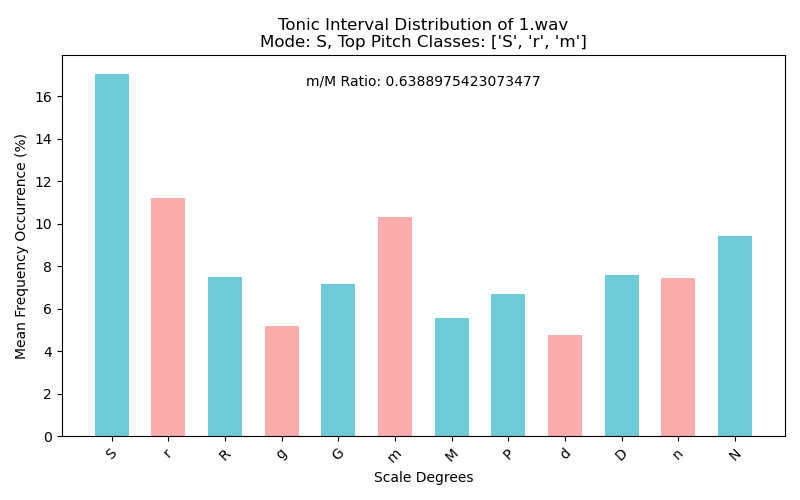 Tonic Interval Distribution of 1.wav
Mode: S, Top Pitch Classes: ['S', 'r', 'm']
m/M Ratio: 0.6388975423073477
Mean Frequency Occurrence (%)
16
14
12
10
8
6
4
2
0
S r R g G m M P d D n N
Scale Degrees